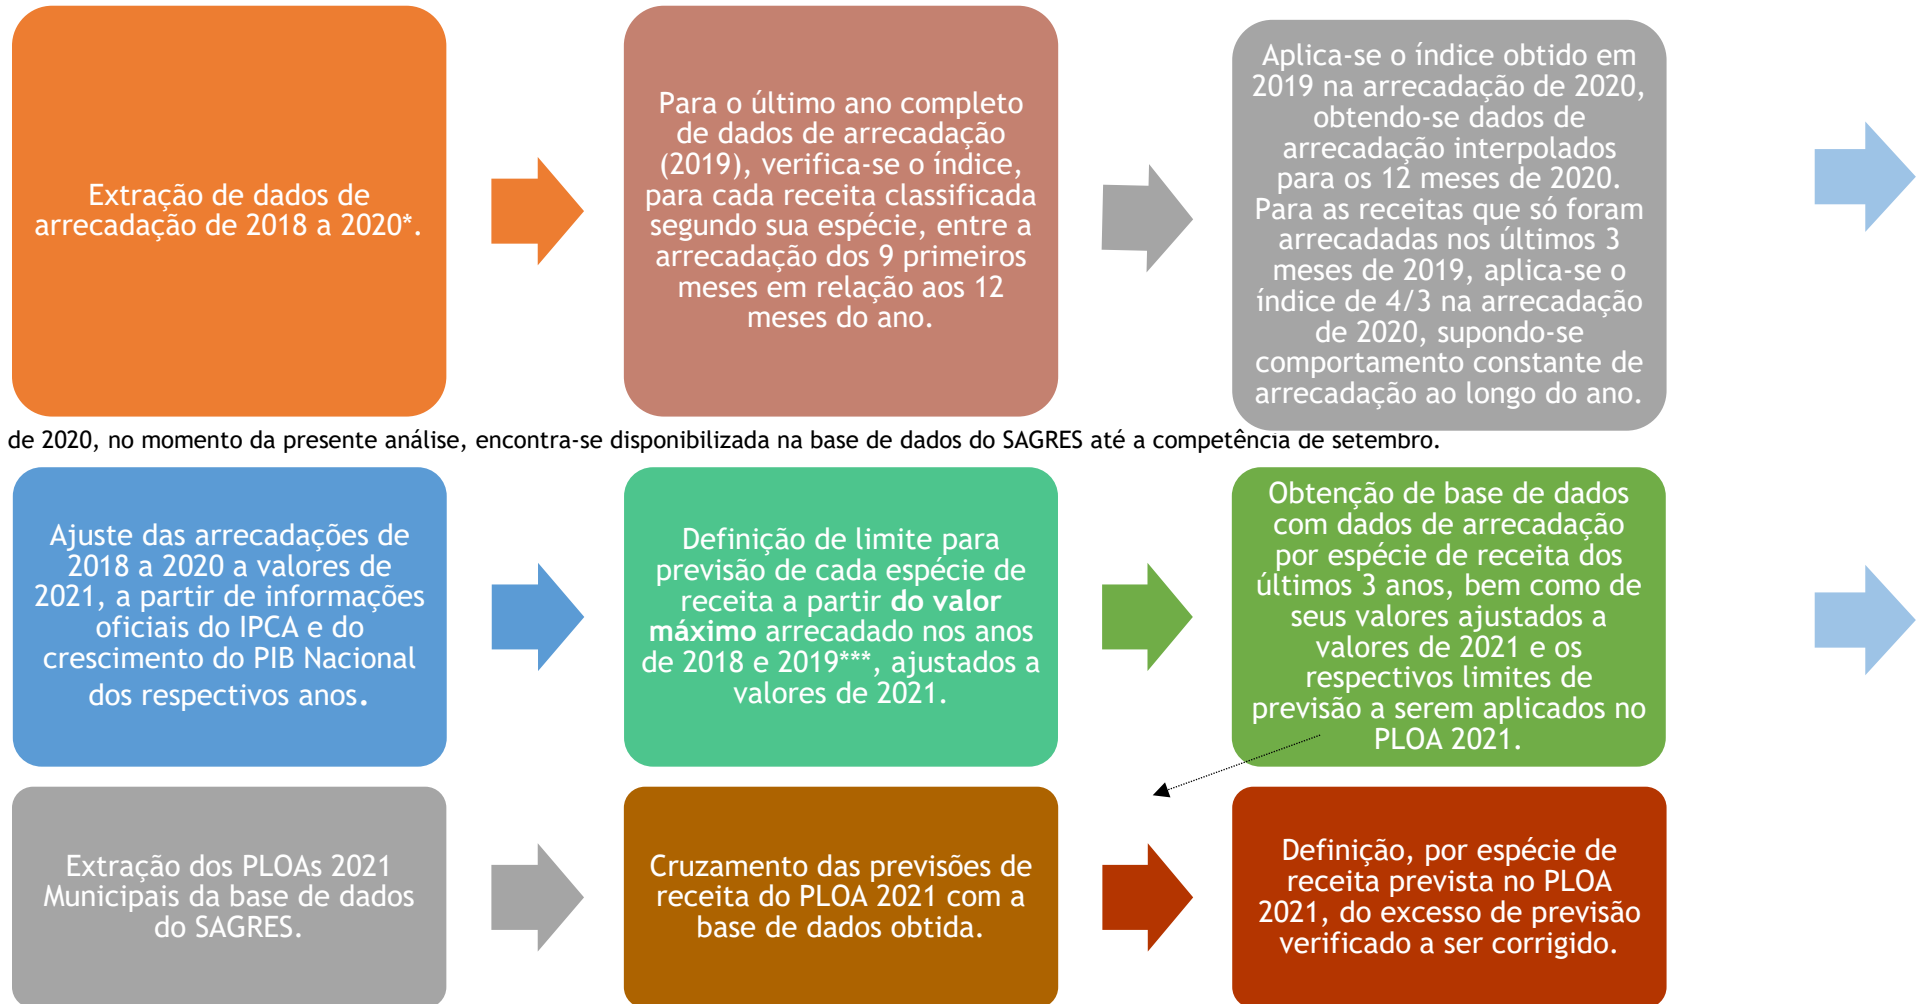 Extração de dados de
arrecadação de 2018 a 2020*.
Para o último ano completo
de dados de arrecadação
(2019), verifica-se o índice,
para cada receita classificada
segundo sua espécie, entre a
arrecadação dos 9 primeiros
meses em relação aos 12
meses do ano.
Aplica-se o índice obtido em
2019 na arrecadação de 2020,
obtendo-se dados de
arrecadação interpolados
para os 12 meses de 2020.
Para as receitas que só foram
arrecadadas nos últimos 3
meses de 2019, aplica-se o
índice de 4/3 na arrecadação
de 2020, supondo-se
comportamento constante de
arrecadação ao longo do ano.
de 2020, no momento da presente análise, encontra-se disponibilizada na base de dados do SAGRES até a competência de setembro.
Ajuste das arrecadações de
2018 a 2020 a valores de
2021, a partir de informações
oficiais do IPCA e do
crescimento do PIB Nacional
dos respectivos anos.
Definição de limite para
previsão de cada espécie de
receita a partir do valor
máximo arrecadado nos anos
de 2018 e 2019***, ajustados a
valores de 2021.
Obtenção de base de dados
com dados de arrecadação
por espécie de receita dos
últimos 3 anos, bem como de
seus valores ajustados a
valores de 2021 e os
respectivos limites de
previsão a serem aplicados no
PLOA 2021.
Extração dos PLOAs 2021
Municipais da base de dados
do SAGRES.
Cruzamento das previsões de
receita do PLOA 2021 com a
base de dados obtida.
Definição, por espécie de
receita prevista no PLOA
2021, do excesso de previsão
verificado a ser corrigido.